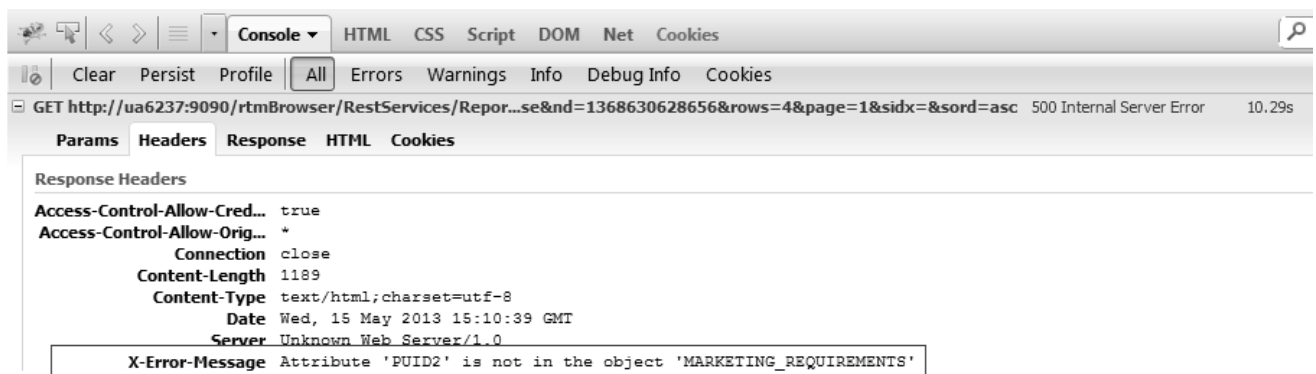 Console HTML CSS Script DOM Net Cookies
Clear Persist Profile All Errors Warnings Info Debug Info Cookies
GET http://ua6237:9090/rtmBrowser/RestServices/Repor...se&nd=1368630628656&rows=4&page=1&sidx=&sord=asc 500 Internal Server Error 10.29s
Params Headers Response HTML Cookies
Response Headers
Access-Control-Allow-Cred... true
Access-Control-Allow-Orig... *
Connection close
Content-Length 1189
Content-Type text/html;charset=utf-8
Date Wed, 15 May 2013 15:10:39 GMT
Server Unknown Web Server/1.0
X-Error-Message Attribute 'PUID2' is not in the object 'MARKETING_REQUIREMENTS'